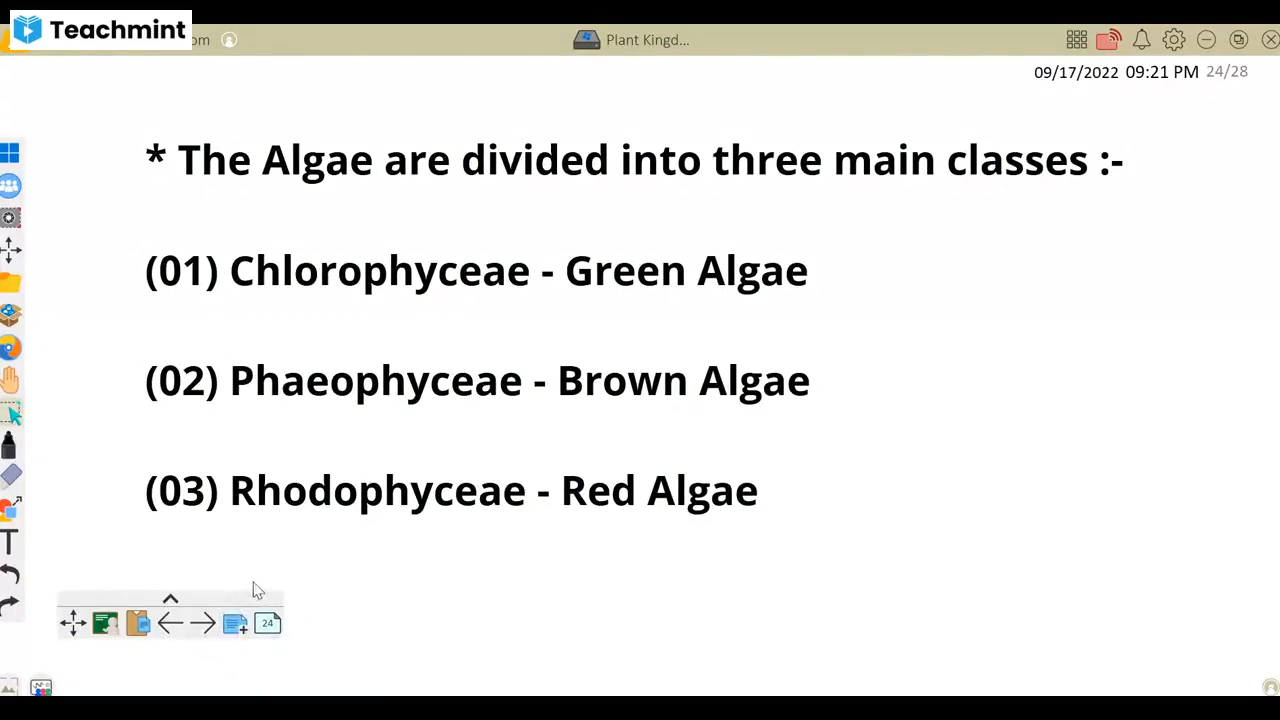 Teachmint
om
Plant Kingd...
09/17/2022 09:21 PM 24/28
* The Algae are divided into three main classes :-
(01) Chlorophyceae - Green Algae
(02) Phaeophyceae - Brown Algae
(03) Rhodophyceae - Red Algae
T
24